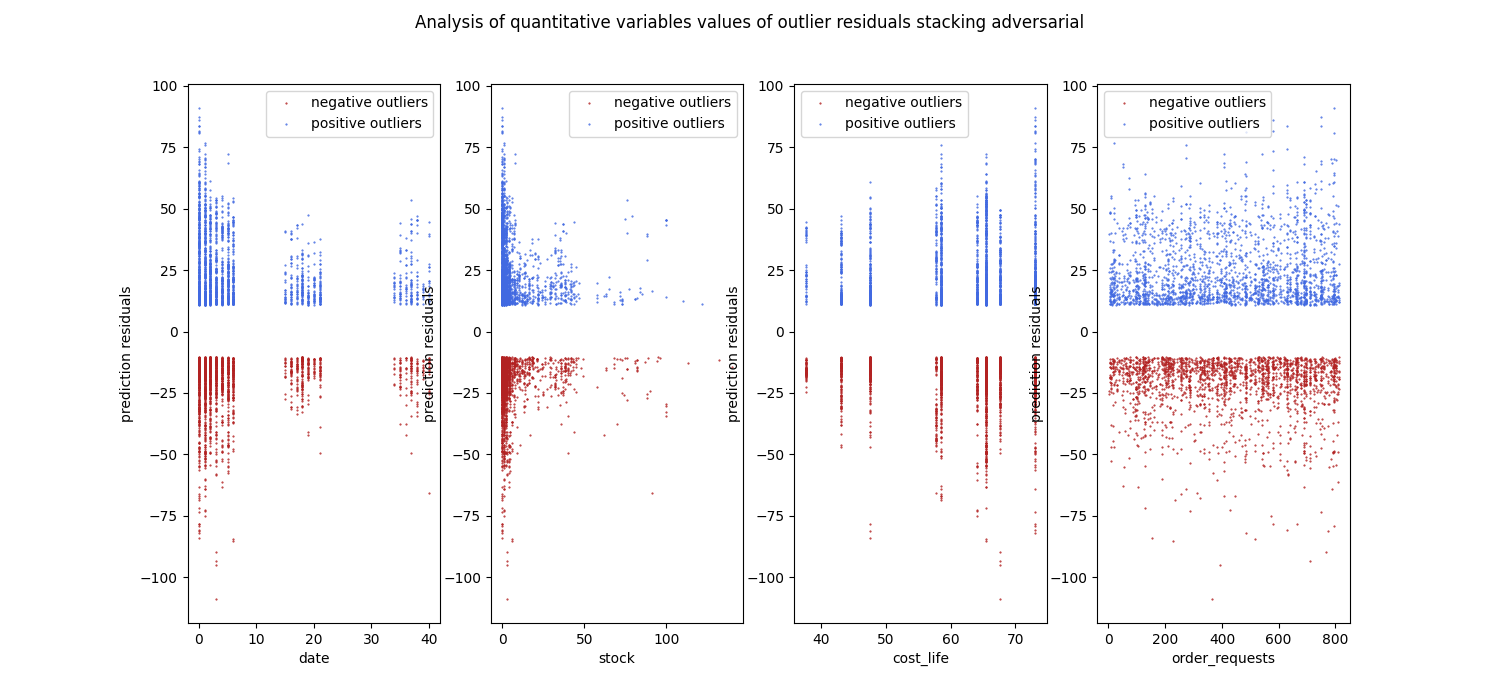 Analysis of quantitative variables values of outlier residuals stacking adversarial
prediction residuals
100
75
50
25
0
−25
−50
−75
−100
negative outliers
positive outliers
0 10 20 30 40
date
prediction residuals
100
75
50
25
0
−25
−50
−75
−100
negative outliers
positive outliers
0 50 100
stock
prediction residuals
100
75
50
25
0
−25
−50
−75
−100
negative outliers
positive outliers
40 50 60 70
cost_life
prediction residuals
100
75
50
25
0
−25
−50
−75
−100
negative outliers
positive outliers
0 200 400 600 800
order_requests